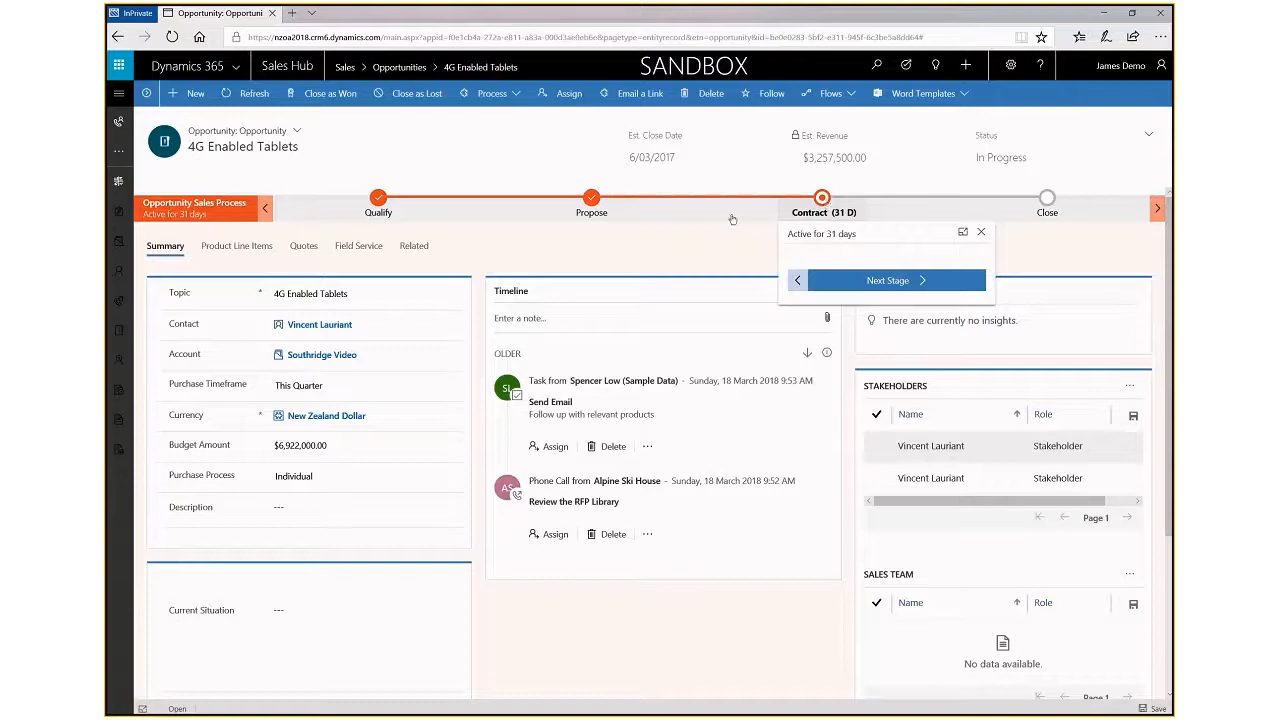 InPrivate
Opportunity: Opportuni
https://nzoa2018.crm6.dynamics.com/main.aspx?appid=f0e1cb4a-272a-e811-a83a-000d3ae0eb6e&pagetype=entityrecord&etn=opportunity&id=be0e0283-5bf2-e311-945f-6c3be5a8dd64#
Dynamics 365
Sales Hub
Sales > Opportunities > 4G Enabled Tablets
SANDBOX
James Demo
New
Refresh
Close as Won
Close as Lost
Process
Assign
Email a Link
Delete
Follow
Flows
Word Templates
Opportunity: Opportunity
4G Enabled Tablets
Est. Close Date
6/03/2017
Est. Revenue
$3,257,500.00
Status
In Progress
Opportunity Sales Process
Active for 31 days
Qualify
Propose
Contract (31 D)
Close
Active for 31 days
Next Stage
Summary
Product Line Items
Quotes
Field Service
Related
Topic * 4G Enabled Tablets
Contact Vincent Lauriant
Account Southridge Video
Purchase Timeframe This Quarter
Currency * New Zealand Dollar
Budget Amount $6,922,000.00
Purchase Process Individual
Description ---
Current Situation ---
Timeline
Enter a note...
OLDER
SL
Task from Spencer Low (Sample Data) - Sunday, 18 March 2018 9:53 AM
Send Email
Follow up with relevant products
Assign Delete ...
AS
Phone Call from Alpine Ski House - Sunday, 18 March 2018 9:52 AM
Review the RFP Library
Assign Delete ...
There are currently no insights.
STAKEHOLDERS
Name Role
Vincent Lauriant Stakeholder
Vincent Lauriant Stakeholder
Page 1
SALES TEAM
Name Role
No data available.
Page 1
Open
Save